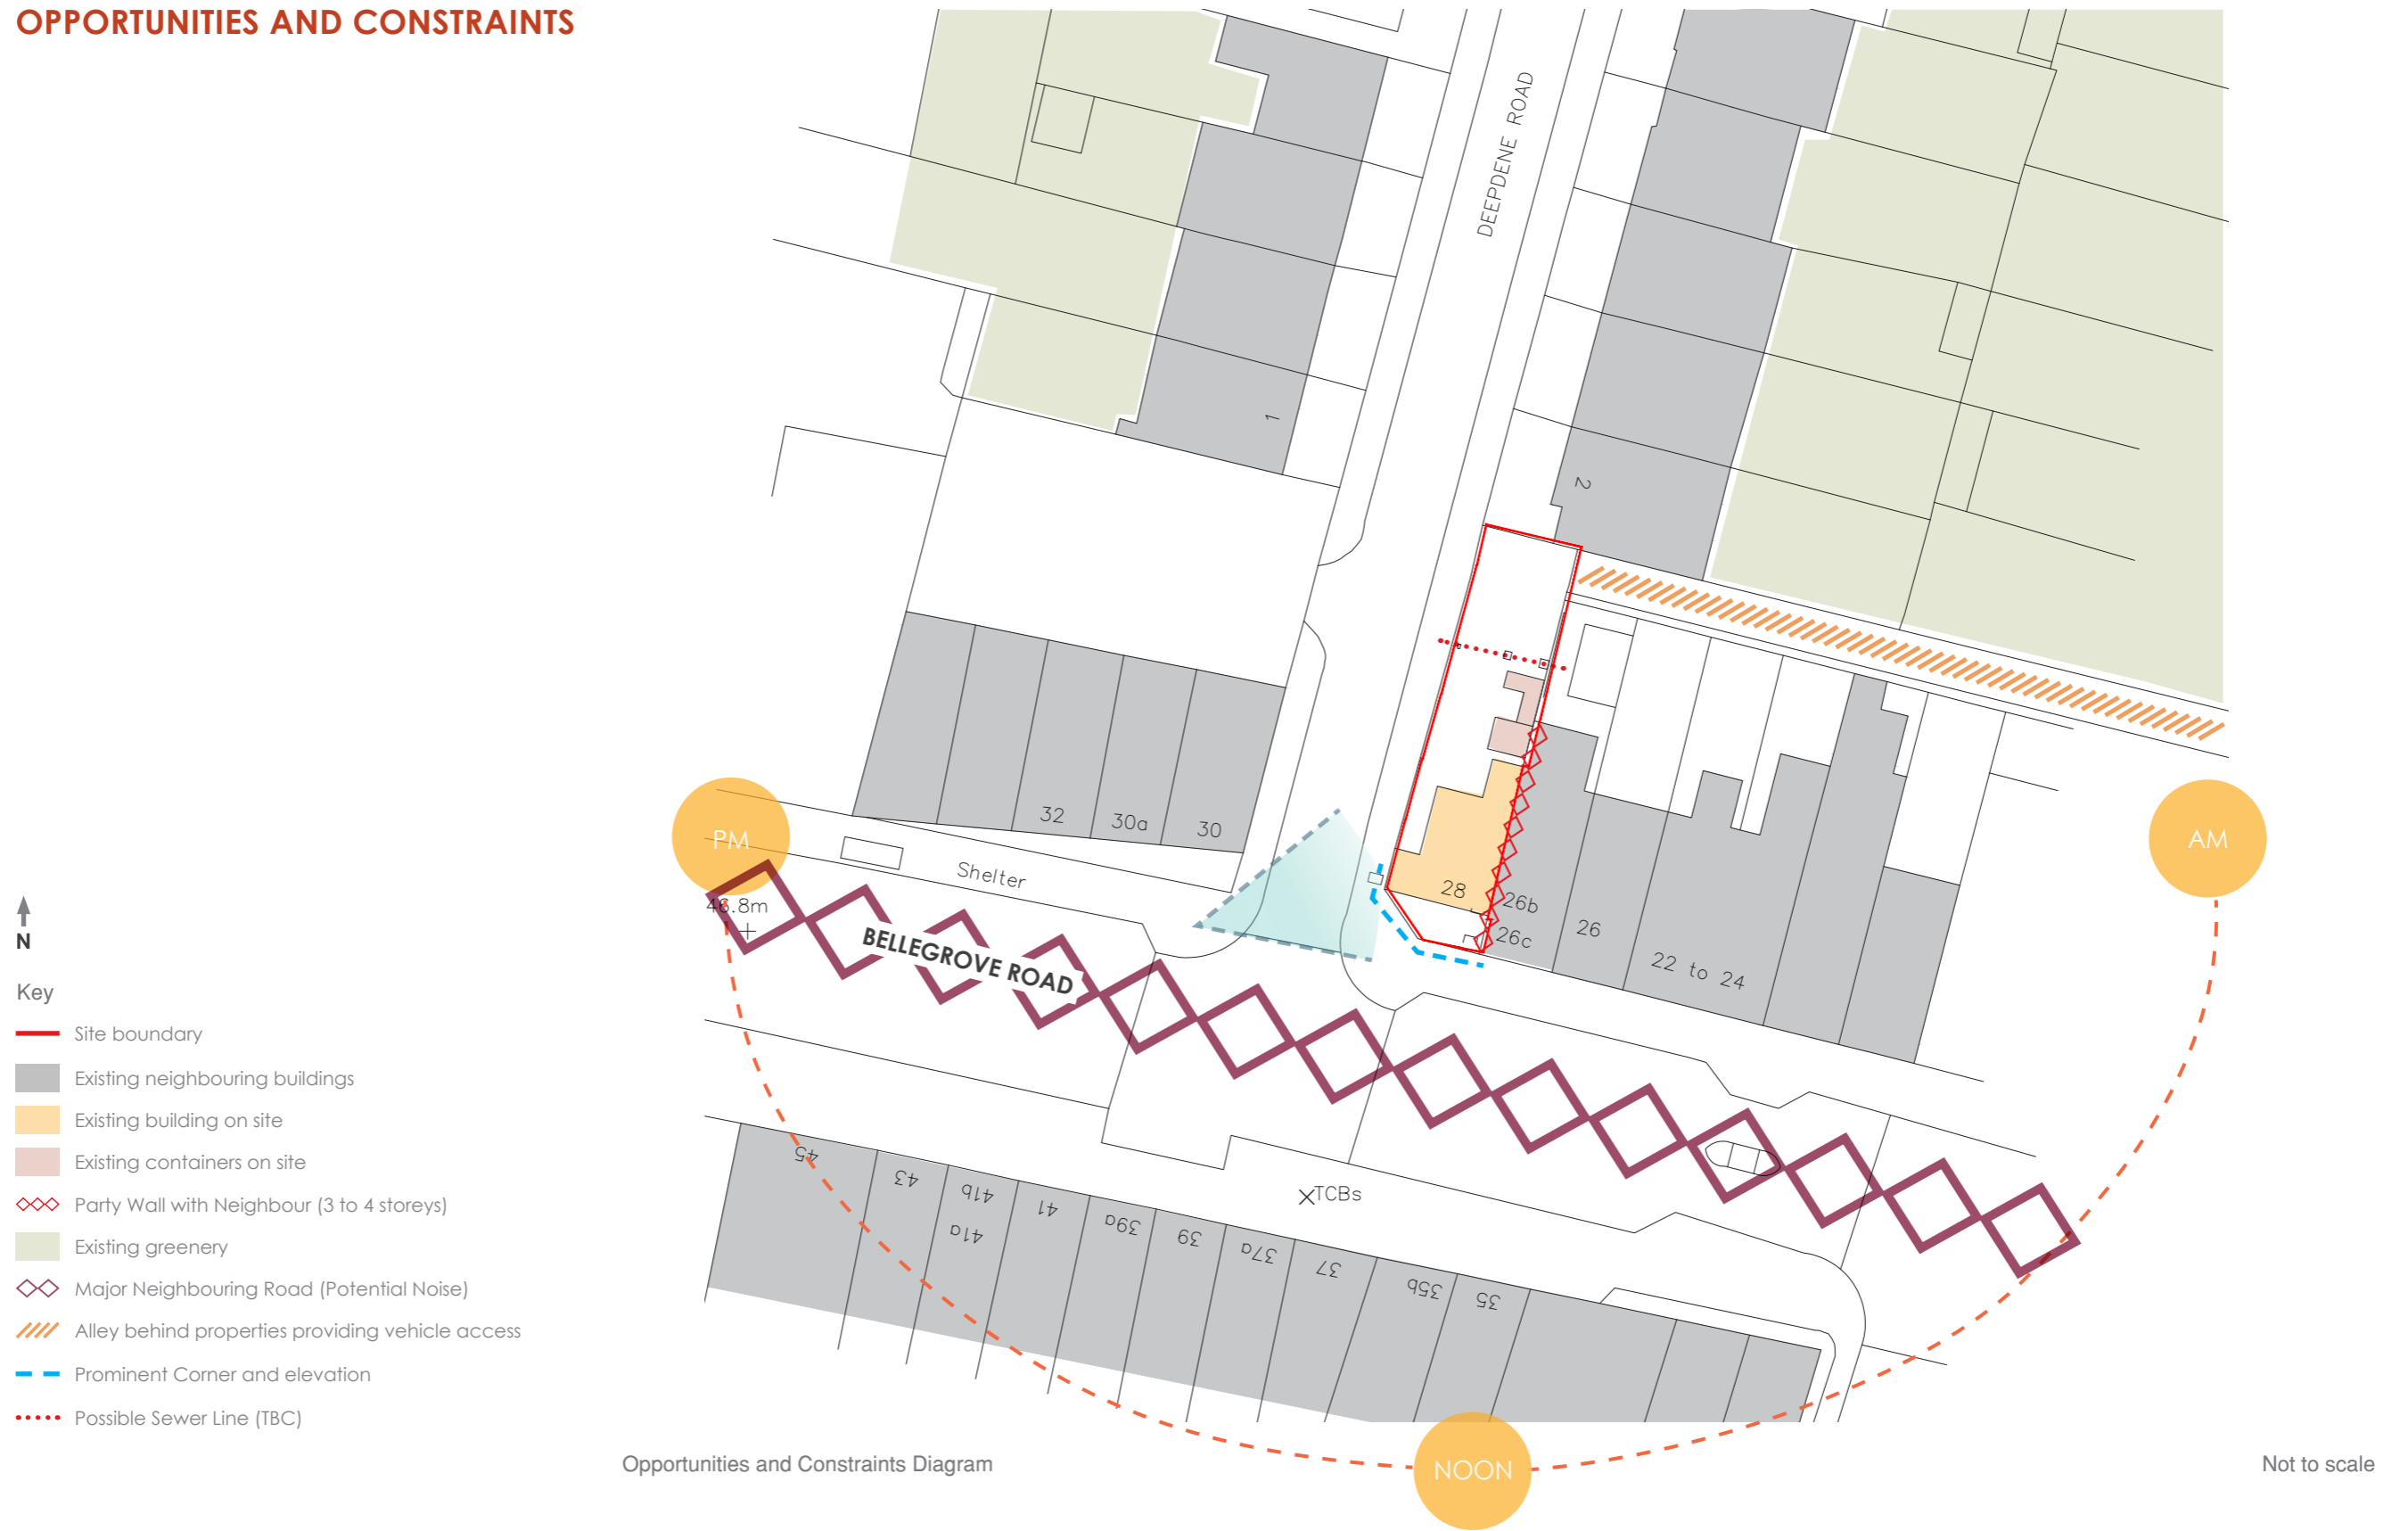 OPPORTUNITIES AND CONSTRAINTS
DEEPDENE ROAD
1
2
32
30a
30
Shelter
PM
AM
46.8m
BELLEGROVE ROAD
28
26b
26c
26
22 to 24
N
Key
Site boundary
Existing neighbouring buildings
Existing building on site
Existing containers on site
Party Wall with Neighbour (3 to 4 storeys)
Existing greenery
Major Neighbouring Road (Potential Noise)
Alley behind properties providing vehicle access
Prominent Corner and elevation
Possible Sewer Line (TBC)
TCBs
45
43
41b
41a
41
39a
39
37a
37
35b
35
NOON
Opportunities and Constraints Diagram
Not to scale